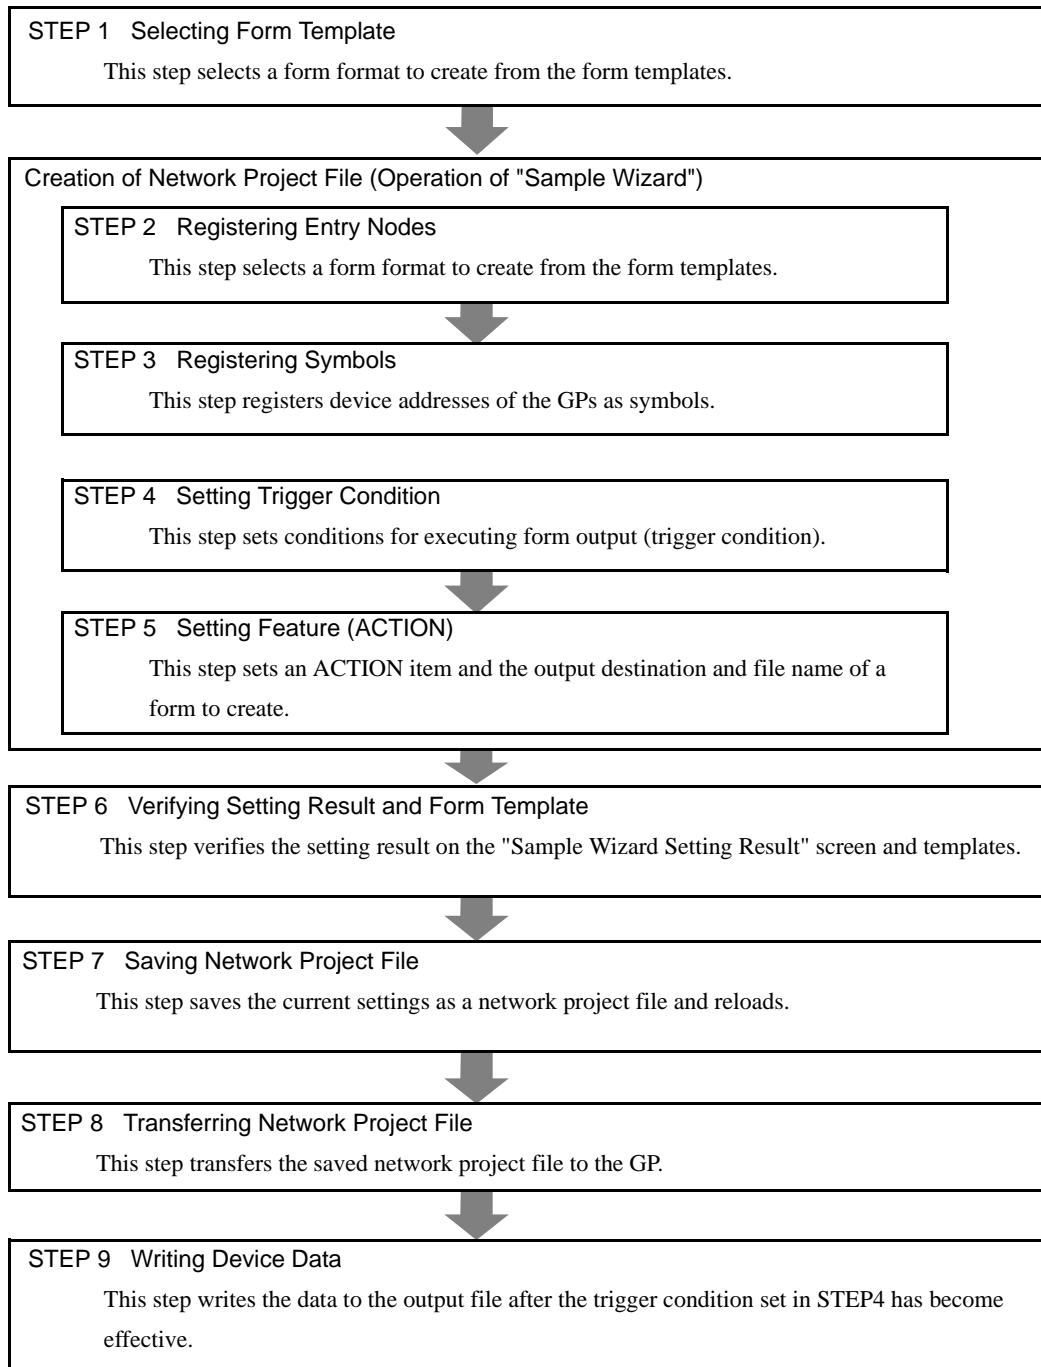 STEP 1 Selecting Form Template
This step selects a form format to create from the form templates.
Creation of Network Project File (Operation of "Sample Wizard")
STEP 2 Registering Entry Nodes
This step selects a form format to create from the form templates.
STEP 3 Registering Symbols
This step registers device addresses of the GPs as symbols.
STEP 4 Setting Trigger Condition
This step sets conditions for executing form output (trigger condition).
STEP 5 Setting Feature (ACTION)
This step sets an ACTION item and the output destination and file name of a
form to create.
STEP 6 Verifying Setting Result and Form Template
This step verifies the setting result on the "Sample Wizard Setting Result" screen and templates.
STEP 7 Saving Network Project File
This step saves the current settings as a network project file and reloads.
STEP 8 Transferring Network Project File
This step transfers the saved network project file to the GP.
STEP 9 Writing Device Data
This step writes the data to the output file after the trigger condition set in STEP4 has become
effective.